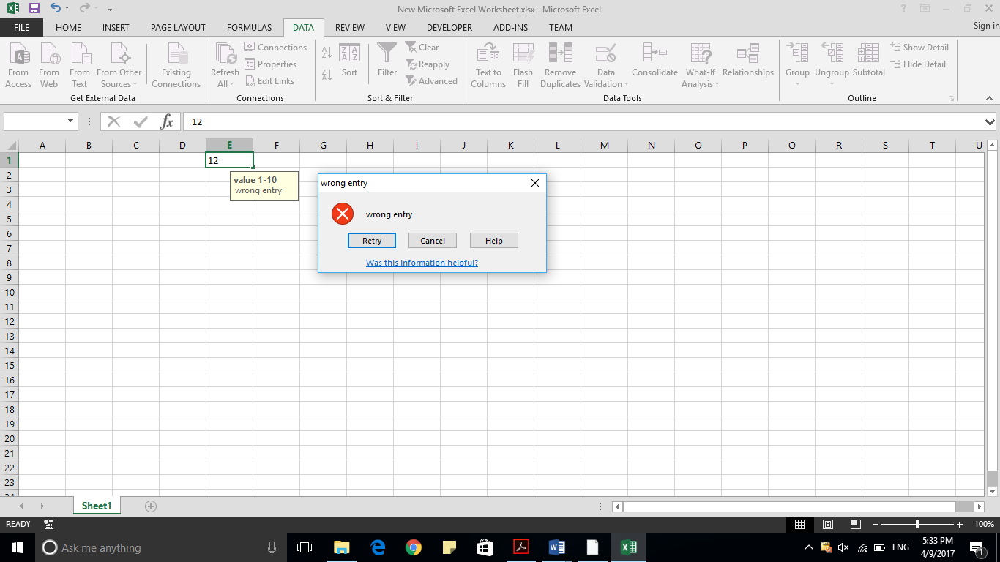 New Microsoft Excel Worksheet.xlsx - Microsoft Excel
FILE HOME INSERT PAGE LAYOUT FORMULAS DATA REVIEW VIEW DEVELOPER ADD-INS TEAM Sign in
From Access
From Web
From Text
From Other Sources
Existing Connections
Get External Data
Refresh All
Connections
Properties
Edit Links
Connections
Sort
Filter
Clear
Reapply
Advanced
Sort & Filter
Text to Columns
Flash Fill
Remove Duplicates
Data Validation
Consolidate
What-If Analysis
Relationships
Data Tools
Group
Ungroup
Subtotal
Show Detail
Hide Detail
Outline
fx 12
A B C D E F G H I J K L M N O P Q R S T U
1 12
2
value 1-10
wrong entry
wrong entry
wrong entry
Retry Cancel Help
Was this information helpful?
3
4
5
6
7
8
9
10
11
12
13
14
15
16
17
18
19
20
21
22
23
24
Sheet1
READY 100%
Ask me anything
ENG
5:33 PM
4/9/2017
1